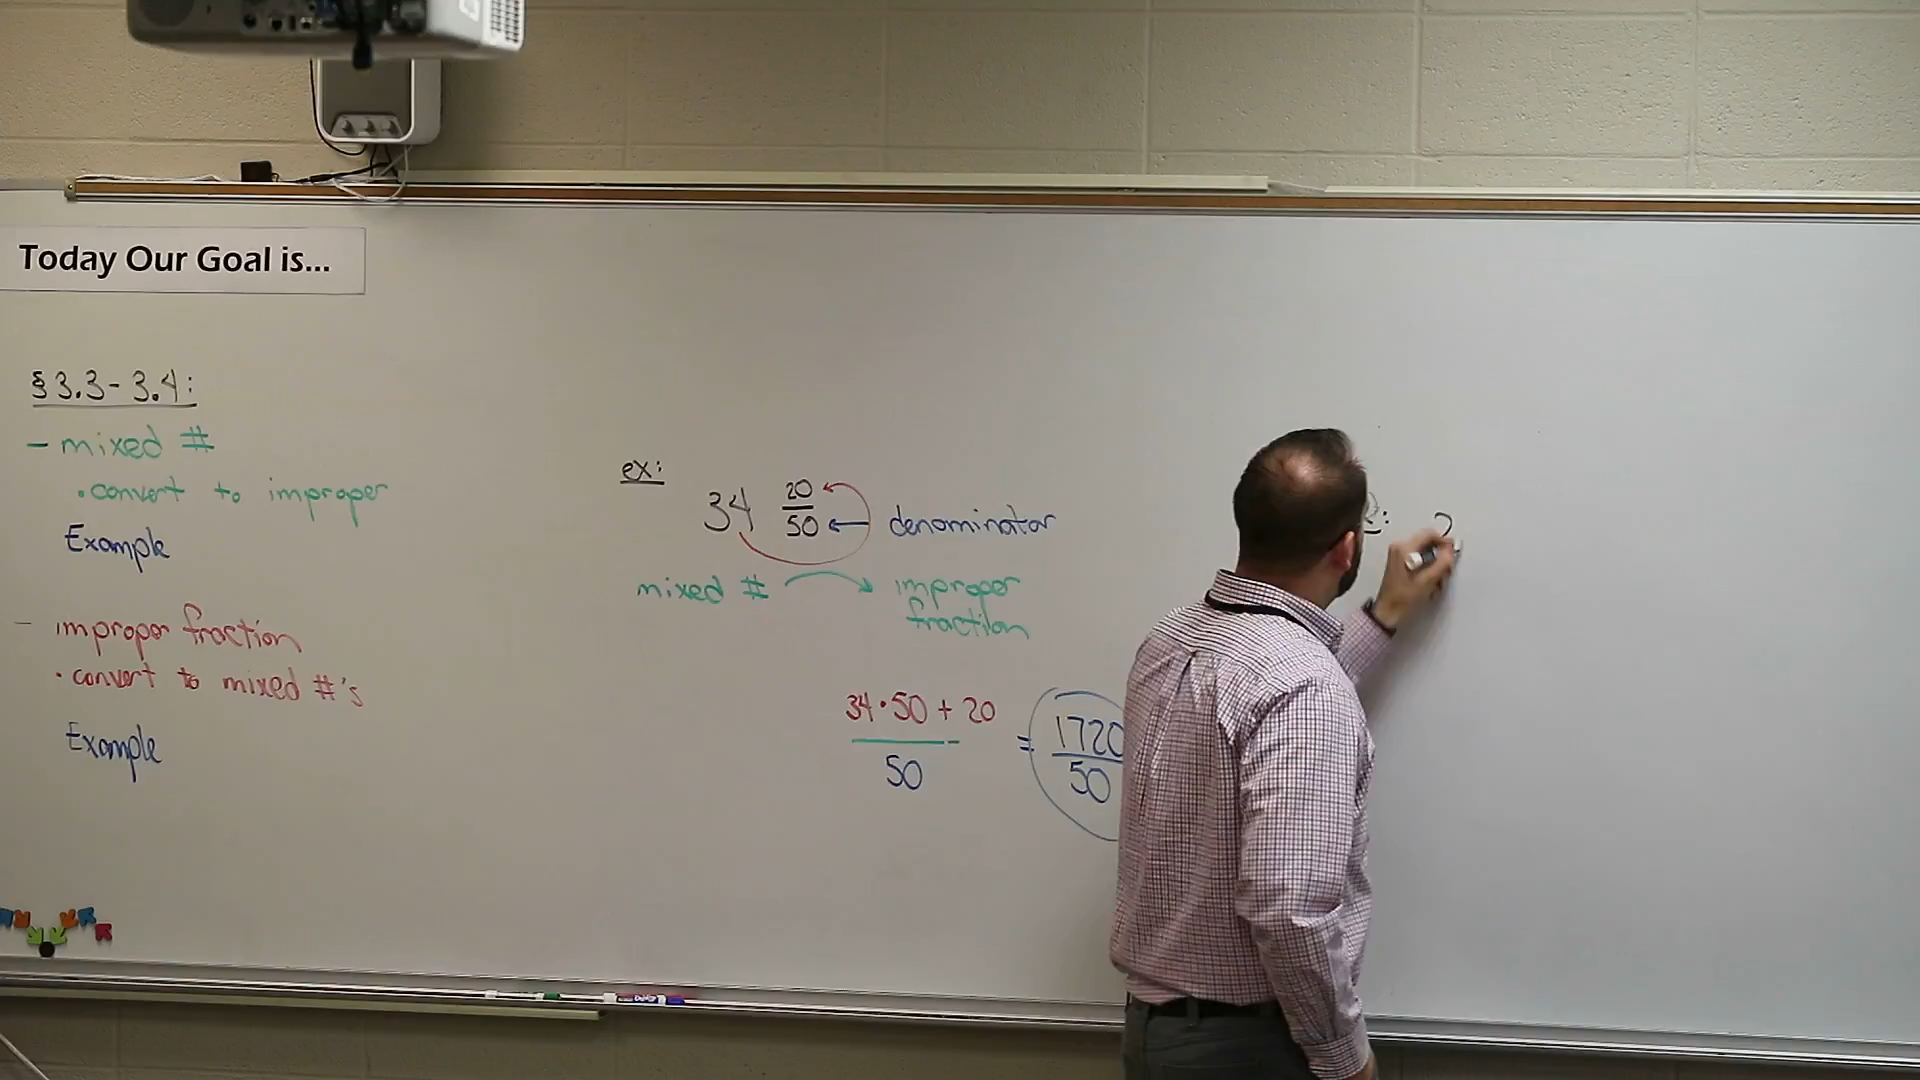 Today Our Goal is...
§3.3-3.4:
- mixed #
• convert to improper
Example
- improper fraction
• convert to mixed #'s
Example
ex:
34 20/50 denominator
mixed # improper
fraction
34•50 + 20
50
= 1720/50